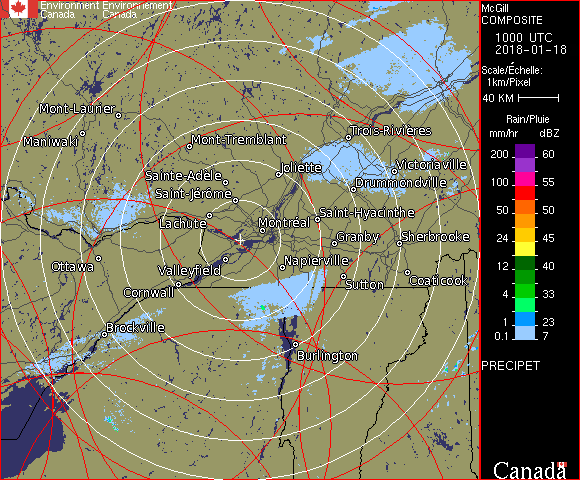 Environment Environnement
Canada Canada
McGill
COMPOSITE
1000 UTC
2018-01-18
Scale/Échelle:
1km/Pixel
40 KM
Rain/Pluie
mm/hr dBZ
200 60
100 55
50 50
24 45
12 40
4 33
1 23
0.1 7
PRECIPET
Mont-Laurier
Maniwaki
Mont-Tremblant
Trois-Rivières
Sainte-Adèle
Joliette
Victoriaville
Drummondville
Saint-Jérôme
Lachute
Saint-Hyacinthe
Montréal
Granby
Sherbrooke
Ottawa
Valleyfield
Napierville
Cornwall
Sutton
Coaticook
Brockville
Burlington
Canada